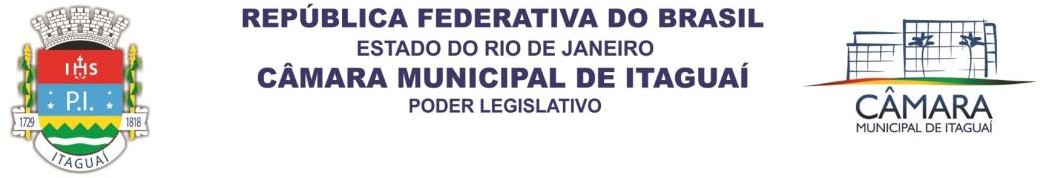 REPÚBLICA FEDERATIVA DO BRASIL
ESTADO DO RIO DE JANEIRO
CÂMARA MUNICIPAL DE ITAGUAÍ
PODER LEGISLATIVO
IHS
P.I.
1729
1818
ITAGUAÍ
CÂMARA
MUNICIPAL DE ITAGUAÍ